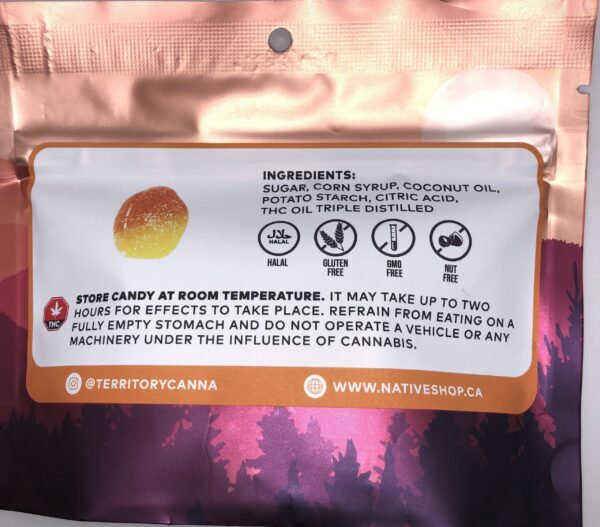 INGREDIENTS:
SUGAR, CORN SYRUP, COCONUT OIL,
POTATO STARCH, CITRIC ACID,
THC OIL TRIPLE DISTILLED
حلال
HALAL
HALAL
GLUTEN
FREE
GMO
FREE
NUT
FREE
THC
STORE CANDY AT ROOM TEMPERATURE. IT MAY TAKE UP TO TWO
HOURS FOR EFFECTS TO TAKE PLACE. REFRAIN FROM EATING ON A
FULLY EMPTY STOMACH AND DO NOT OPERATE A VEHICLE OR ANY
MACHINERY UNDER THE INFLUENCE OF CANNABIS.
@TERRITORYCANNA
WWW.NATIVESHOP.CA